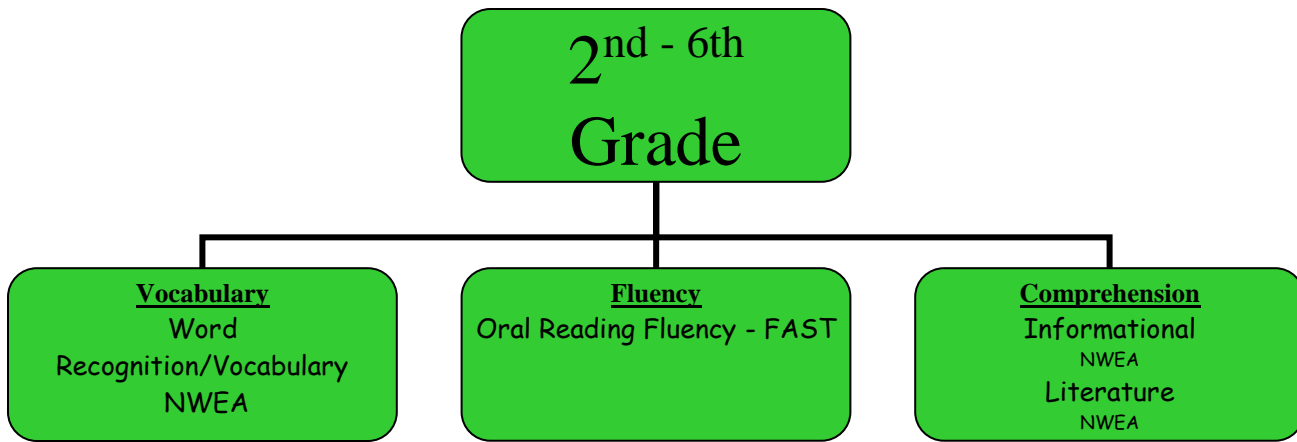 2nd - 6th
Grade
Vocabulary
Word
Recognition/Vocabulary
NWEA
Fluency
Oral Reading Fluency - FAST
Comprehension
Informational
NWEA
Literature
NWEA